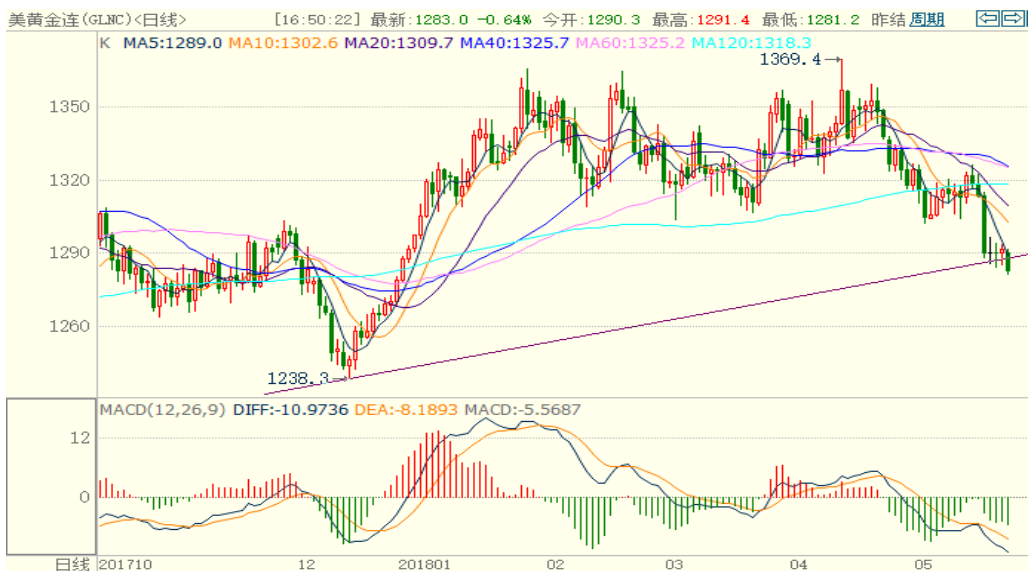 美黄金连(GLNC)<日线> [16:50:22] 最新:1283.0 -0.64% 今开:1290.3 最高:1291.4 最低:1281.2 昨结 周期
K MA5:1289.0 MA10:1302.6 MA20:1309.7 MA40:1325.7 MA60:1325.2 MA120:1318.3
1369.4
1350
1320
1290
1260
1238.3
MACD(12,26,9) DIFF:-10.9736 DEA:-8.1893 MACD:-5.5687
12
0
日线 201710 12 201801 02 03 04 05